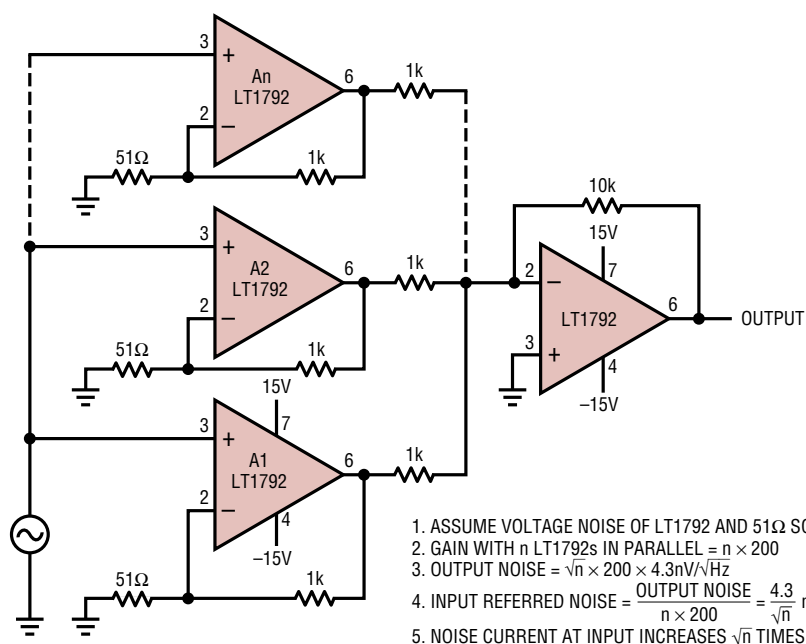 3
+
An
LT1792
6
1k
2
−
51Ω
1k
10k
3
+
A2
LT1792
6
1k
2
−
51Ω
1k
15V
2
−
7
LT1792
6
OUTPUT
3
+
4
−15V
15V
3
+
7
A1
LT1792
6
1k
2
−
4
−15V
51Ω
1k
1. ASSUME VOLTAGE NOISE OF LT1792 AND 51Ω
2. GAIN WITH n LT1792s IN PARALLEL = n × 200
3. OUTPUT NOISE = √n × 200 × 4.3nV/√Hz
4. INPUT REFERRED NOISE = OUTPUT NOISE / n × 200 = 4.3 / √n
5. NOISE CURRENT AT INPUT INCREASES √n TIMES